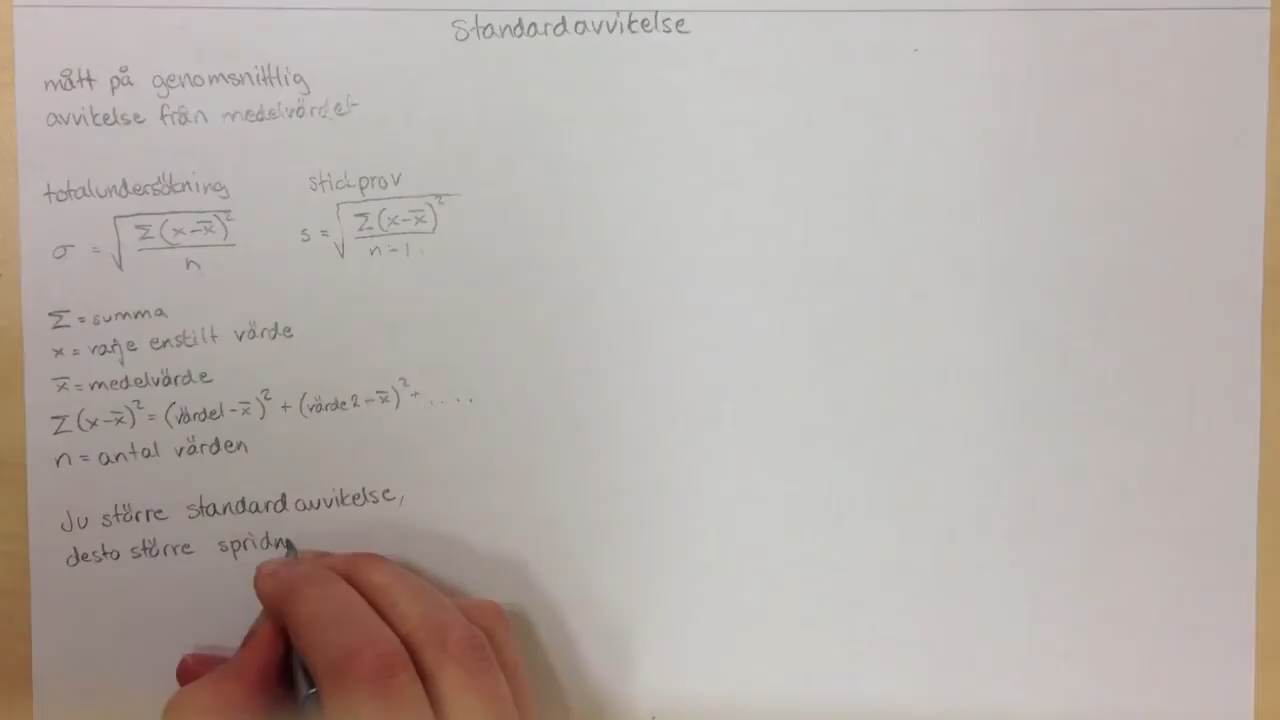 Standardavvikelse
mått på genomsnittlig
avvikelse från medelvärdet
totalundersökning stickprov
σ = √(Σ(x-x̄)²/n) s = √(Σ(x-x̄)²/n-1)
Σ = summa
x = varje enskilt värde
x̄ = medelvärde
Σ(x-x̄)² = (värde1-x̄)² + (värde2-x̄)² + ....
n = antal värden
Ju större standardavvikelse,
desto större spridn